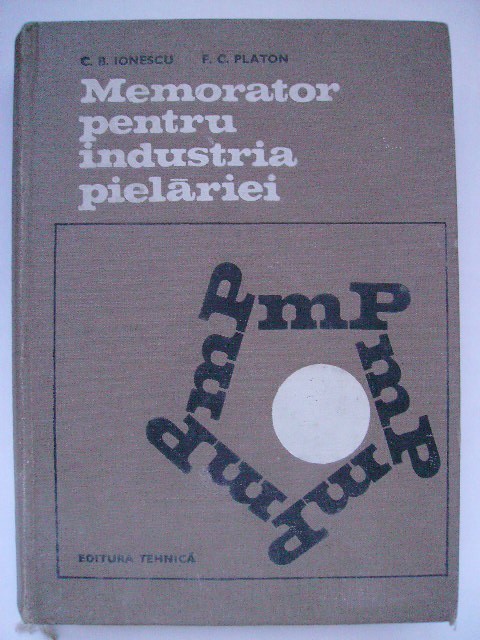 C. B. IONESCU F. C. PLATON
Memorator
pentru
industria
pielăriei
mP
mP
mP
mP
mP
EDITURA TEHNICĂ